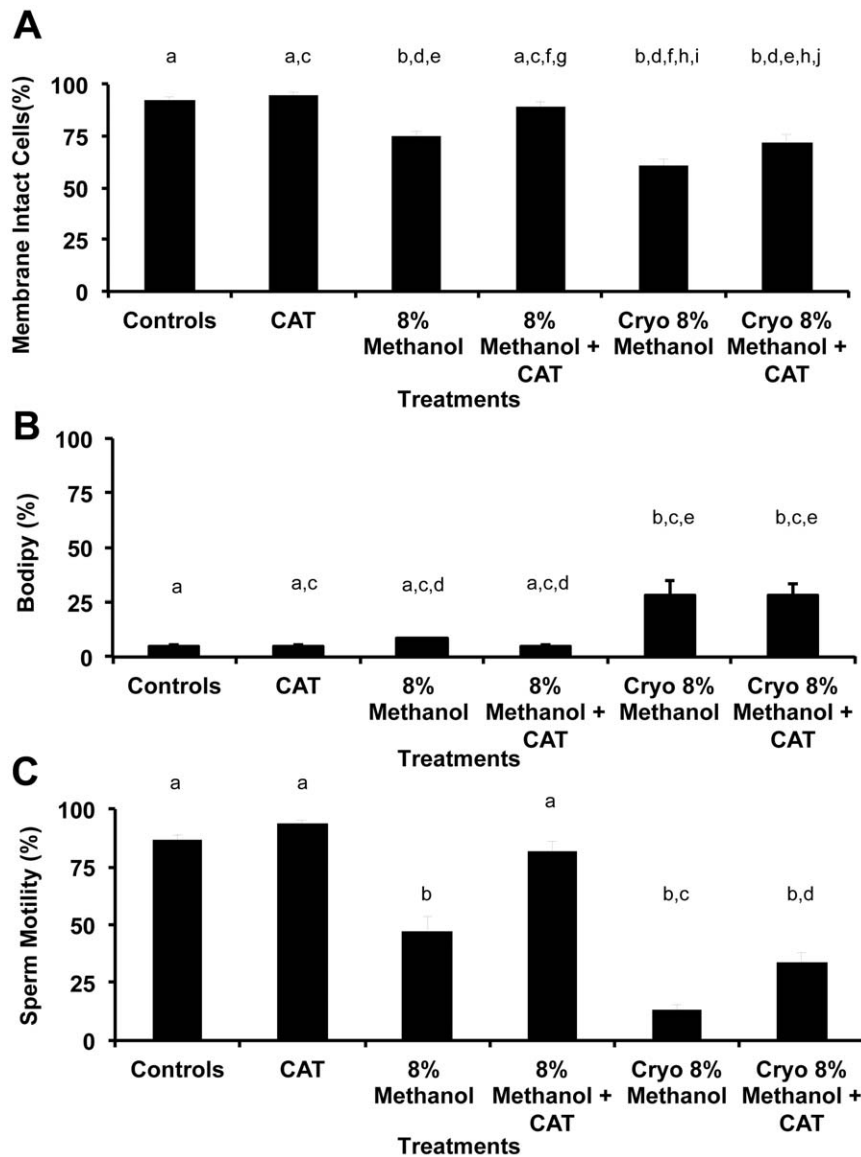 A
a a,c b,d,e a,c,f,g b,d,f,h,i b,d,e,h,j
Membrane Intact Cells(%)
100
75
50
25
0
Controls CAT 8% 8% Cryo 8% Cryo 8%
Methanol Methanol + Methanol Methanol +
CAT CAT
Treatments
B
Bodipy (%)
100
75
50
25
0
a a,c a,c,d a,c,d b,c,e b,c,e
Controls CAT 8% 8% Cryo 8% Cryo 8%
Methanol Methanol + Methanol Methanol +
CAT CAT
Treatments
C
Sperm Motility (%)
100
75
50
25
0
a a b a b,c b,d
Controls CAT 8% 8% Cryo 8% Cryo 8%
Methanol Methanol + Methanol Methanol +
CAT CAT
Treatments